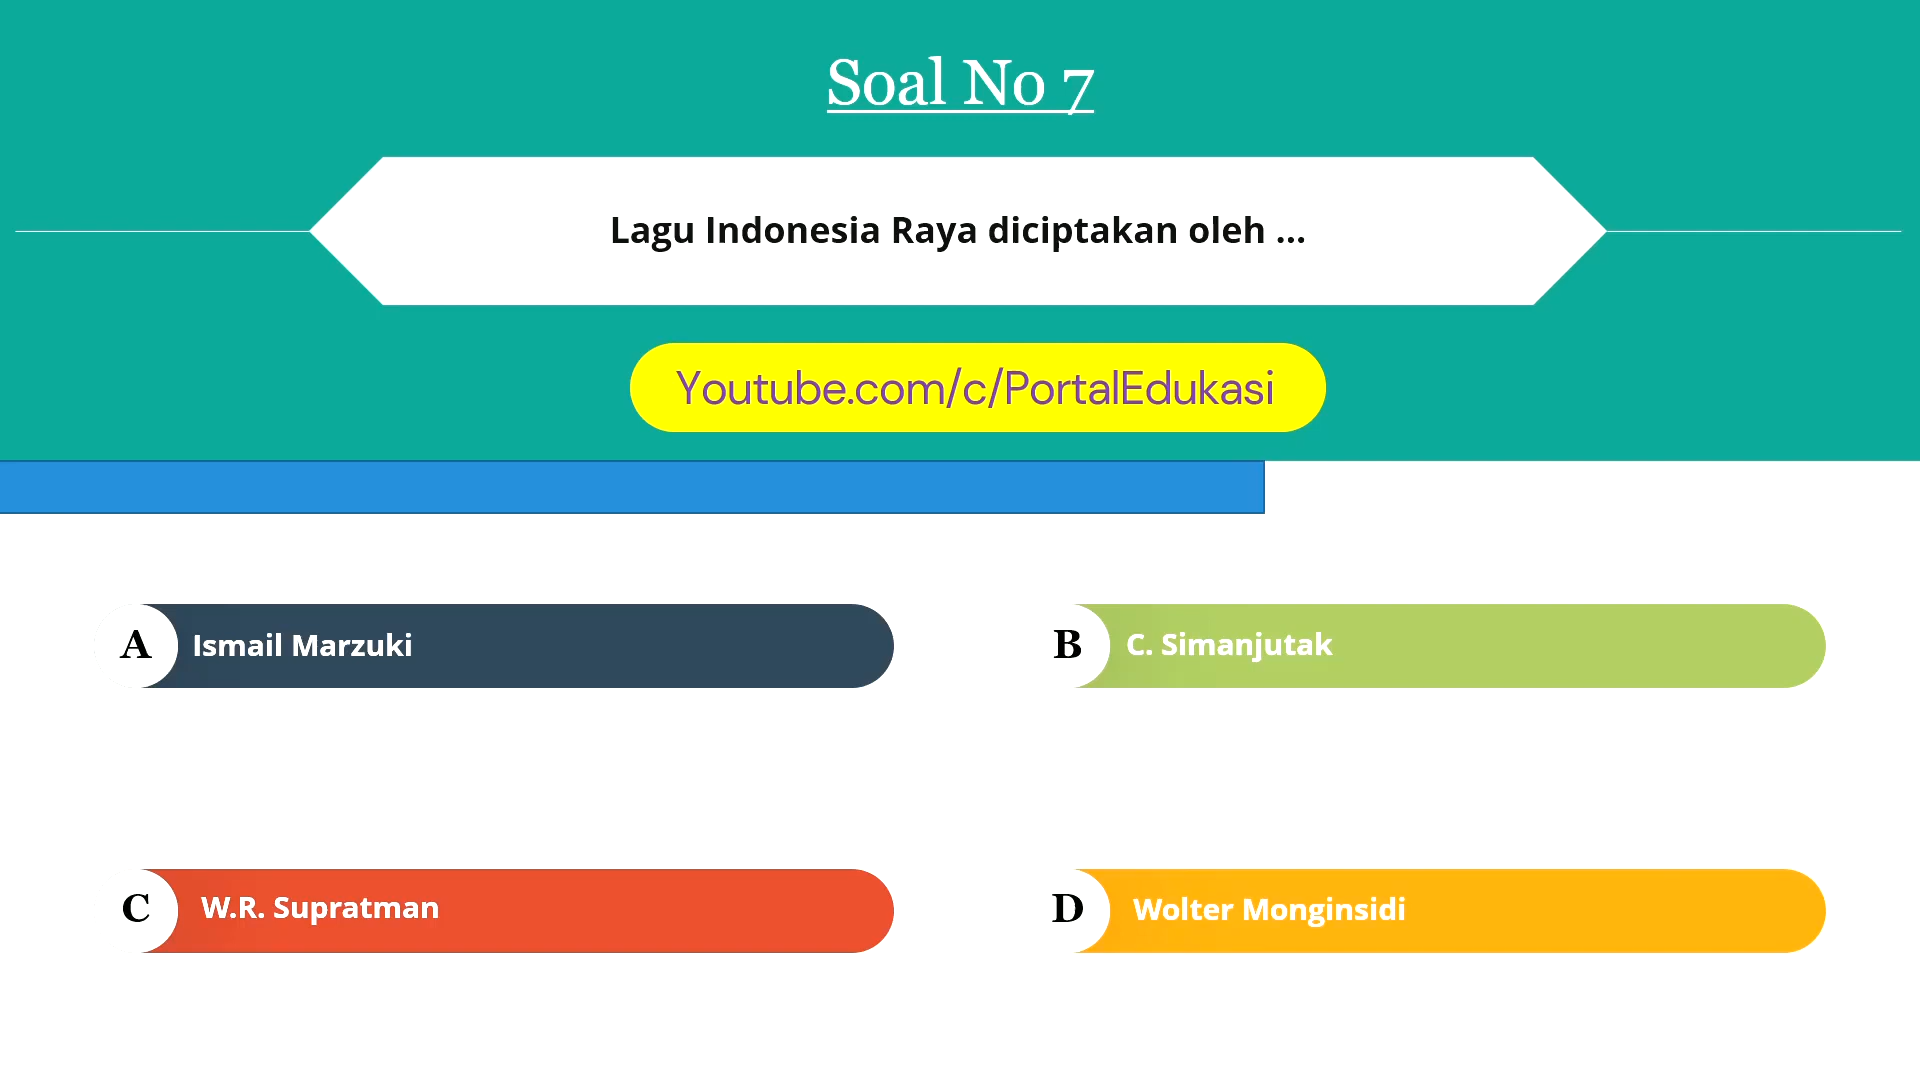 Soal No 7
Lagu Indonesia Raya diciptakan oleh ...
Youtube.com/c/PortalEdukasi
A Ismail Marzuki
B C. Simanjutak
C W.R. Supratman
D Wolter Monginsidi